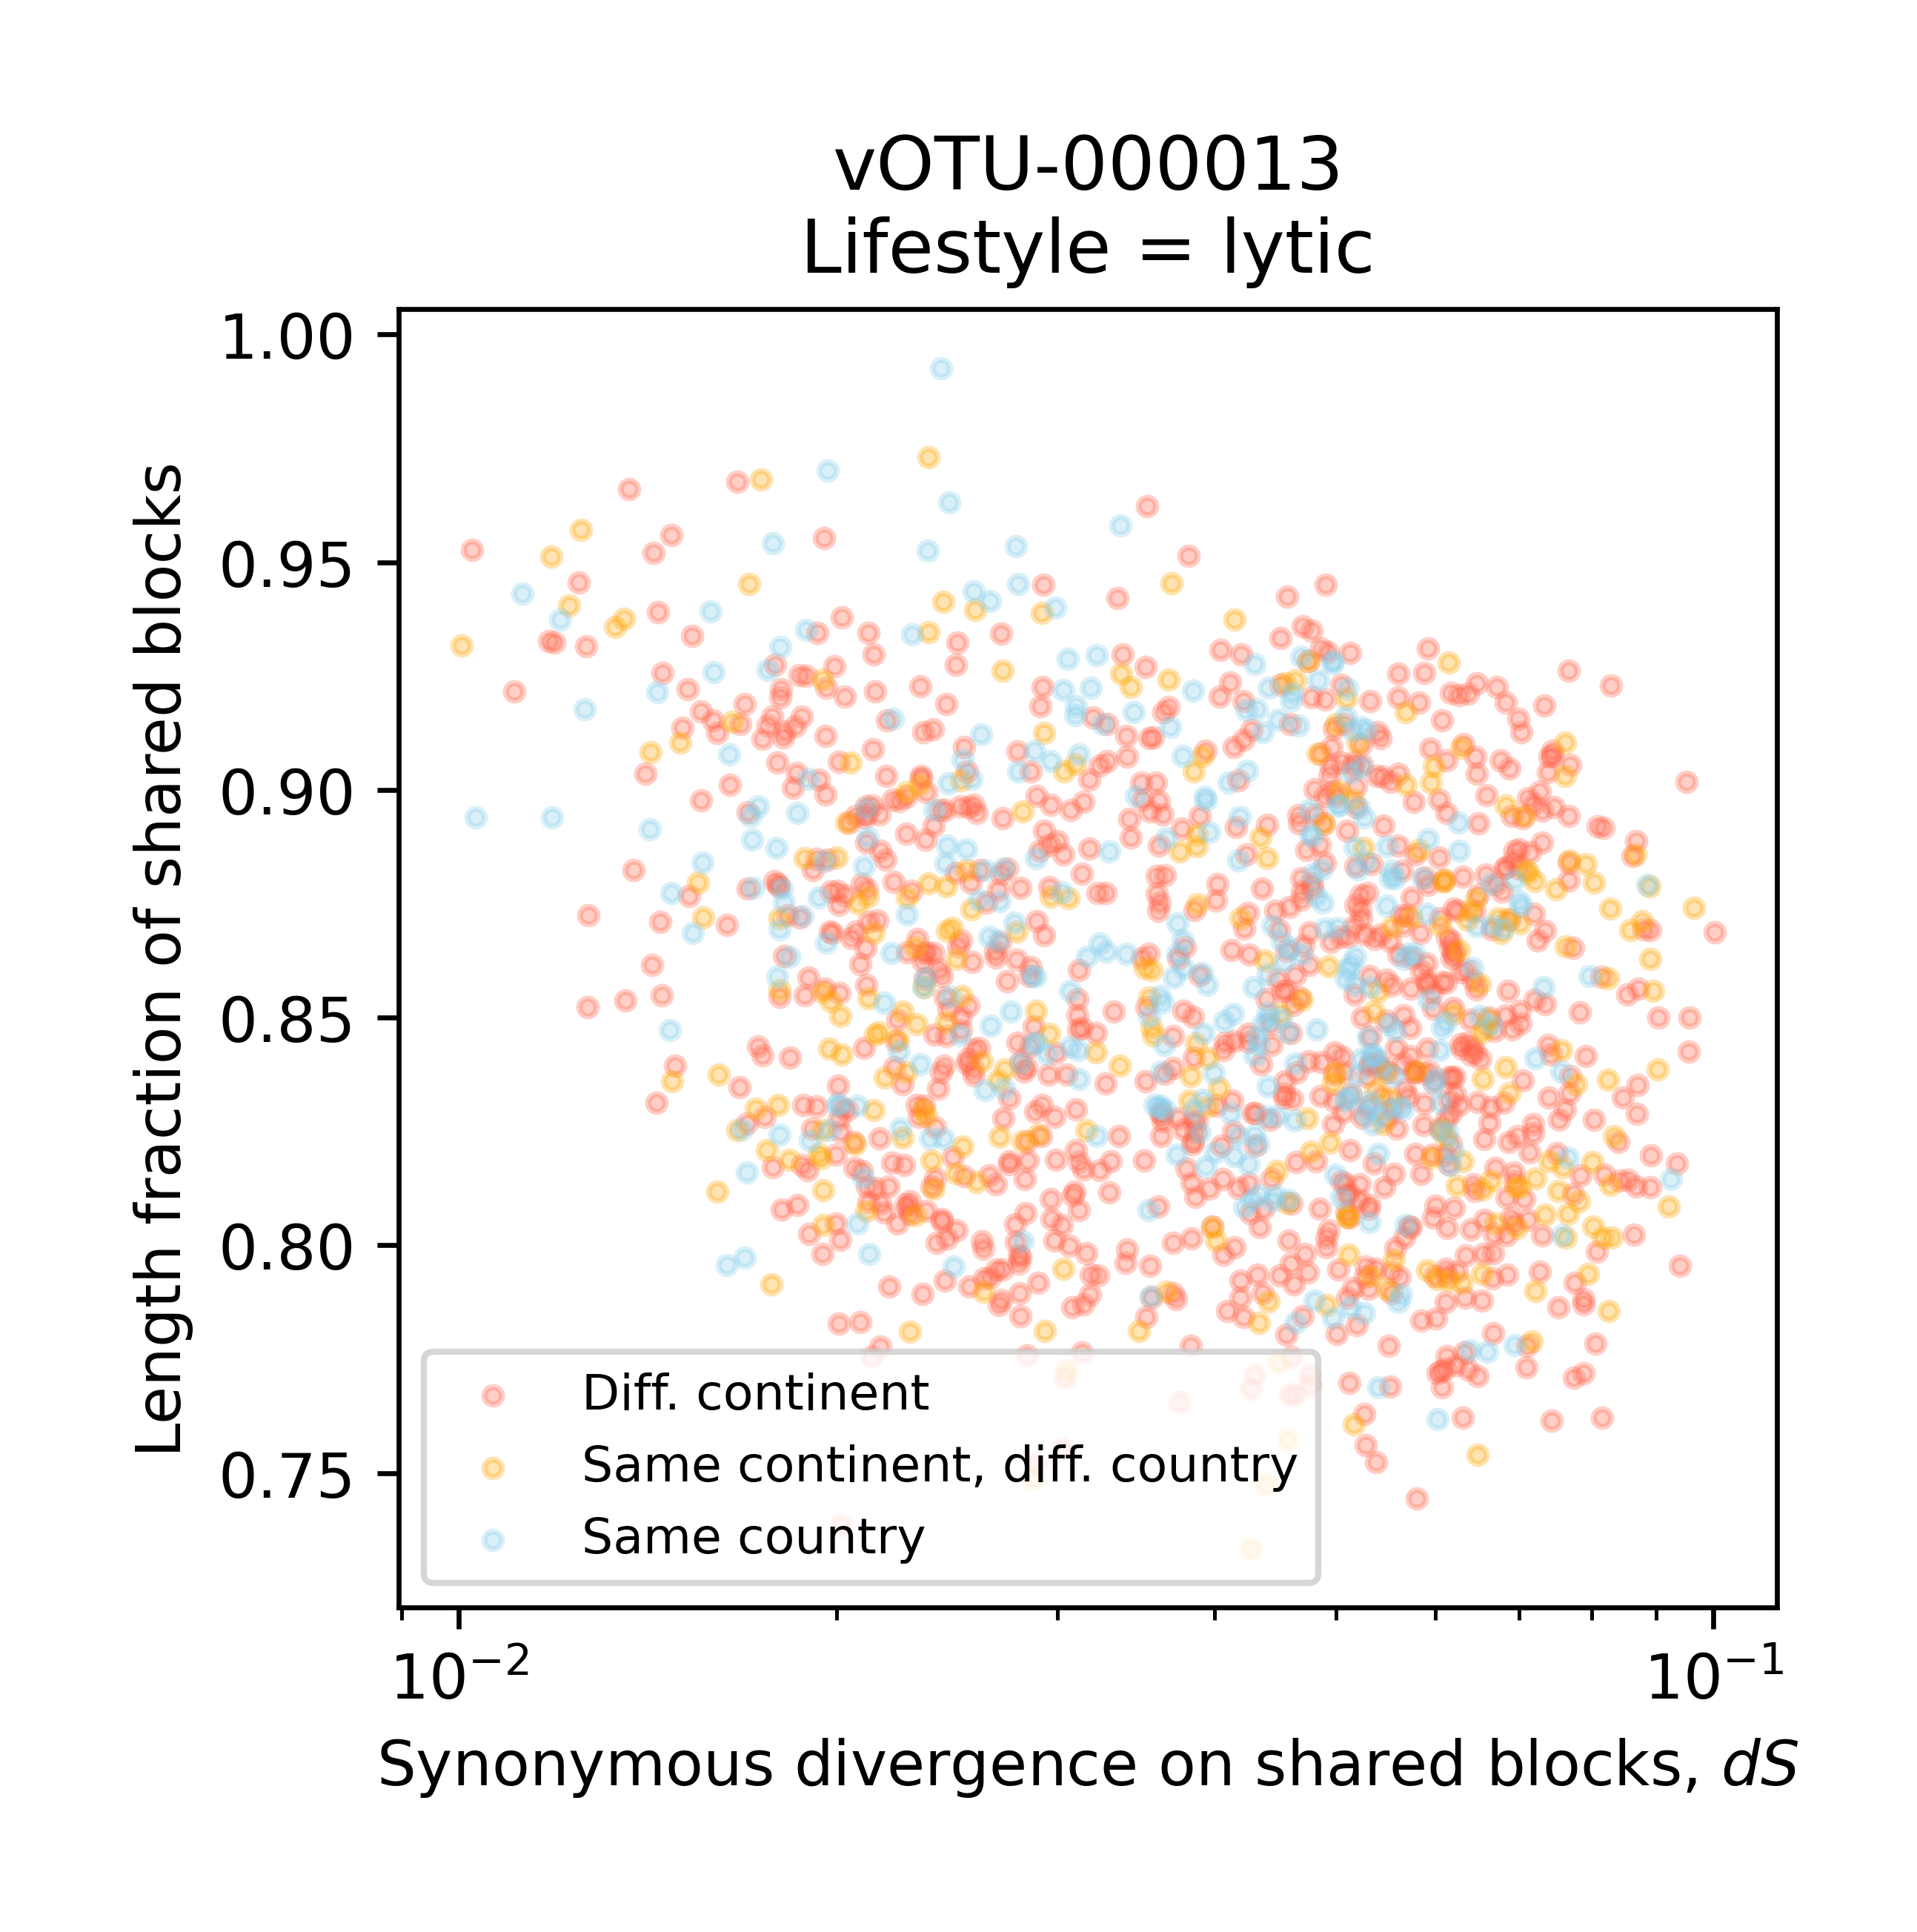 vOTU-000013
Lifestyle = lytic
1.00
0.95
0.90
0.85
0.80
0.75
Length fraction of shared blocks
Diff. continent
Same continent, diff. country
Same country
10⁻²
10⁻¹
Synonymous divergence on shared blocks, dS